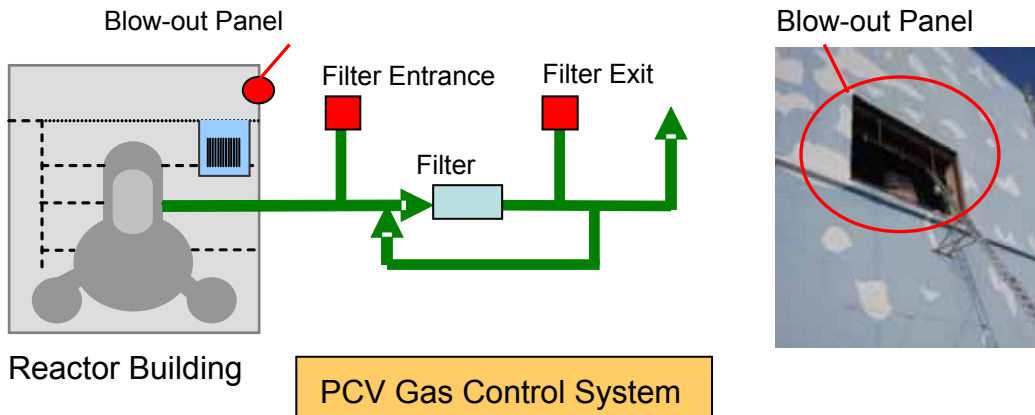 Blow-out Panel
Blow-out Panel
Filter Entrance
Filter Exit
Filter
Reactor Building
PCV Gas Control System